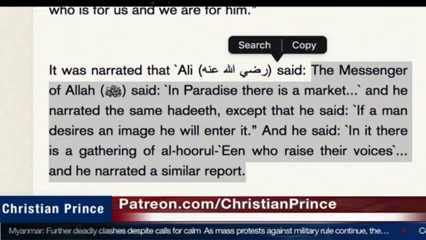 who is for us and we are for him."
Search
Copy
It was narrated that `Ali (رضي الله عنه) said: The Messenger
of Allah (ﷺ) said: `In Paradise there is a market...` and he
narrated the same hadeeth, except that he said: `If a man
desires an image he will enter it." And he said: `In it there
is a gathering of al-hoorul-`Een who raise their voices`...
and he narrated a similar report.
Christian Prince
Patreon.com/ChristianPrince
Myanmar: Further deadly clashes despite calls for calm As mass protests against military rule continue, the...